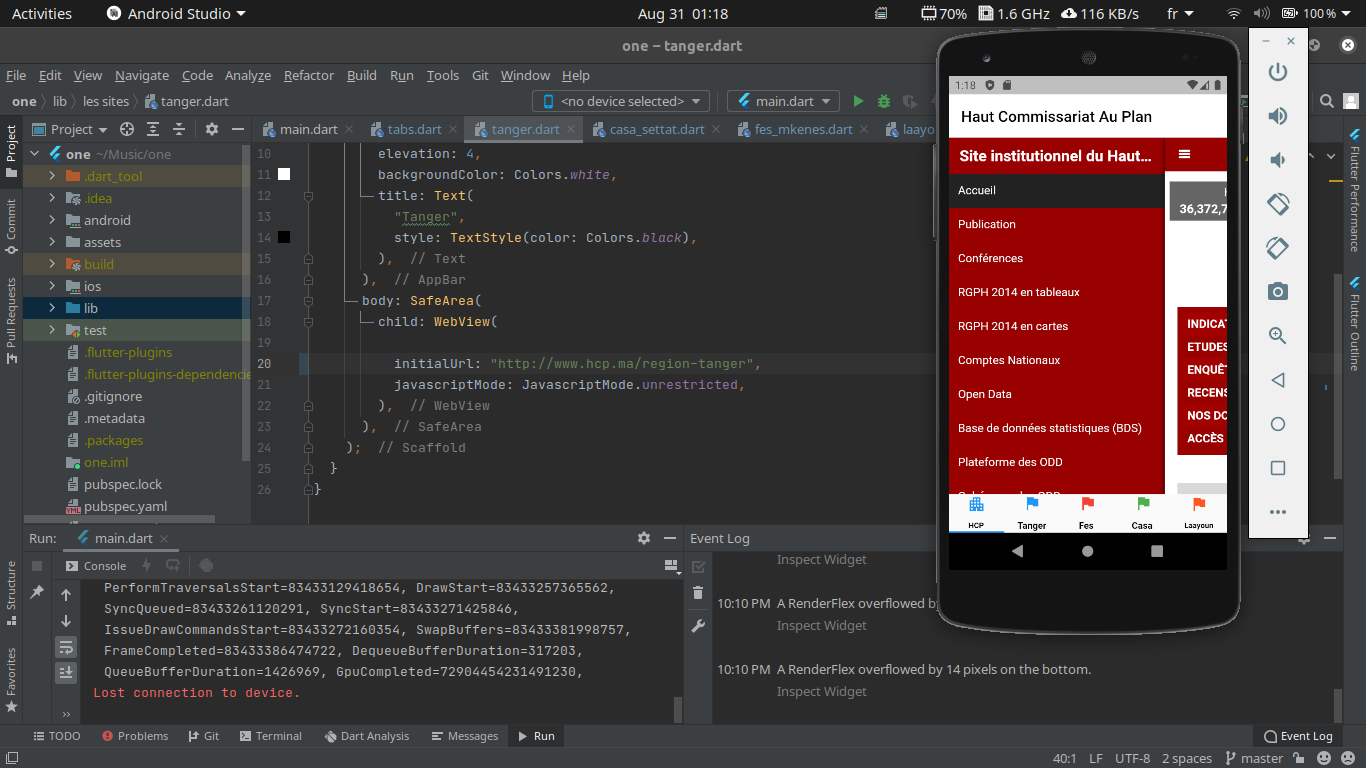 Activities
Android Studio
Aug 31 01:18
70%
1.6 GHz
116 KB/s
fr
100 %
one – tanger.dart
File Edit View Navigate Code Analyze Refactor Build Run Tools Git Window Help
one lib les sites tanger.dart
<no device selected>
main.dart
Project
main.dart tabs.dart tanger.dart casa_settat.dart fes_mkenes.dart laayo
Project
Commit
Pull Requests
Structure
Favorites
one ~/Music/one
.dart_tool
.idea
android
assets
build
ios
lib
test
.flutter-plugins
.flutter-plugins-dependencie
.gitignore
.metadata
.packages
one.iml
pubspec.lock
pubspec.yaml
10 elevation: 4,
11 backgroundColor: Colors.white,
12 title: Text(
13 "Tanger",
14 style: TextStyle(color: Colors.black),
15 ), // Text
16 ), // AppBar
17 body: SafeArea(
18 child: WebView(
19
20 initialUrl: "http://www.hcp.ma/region-tanger",
21 javascriptMode: JavascriptMode.unrestricted,
22 ), // WebView
23 ), // SafeArea
24 ); // Scaffold
25 }
26 }
1:18
Haut Commissariat Au Plan
Site institutionnel du Haut...
Accueil
Publication
Conférences
RGPH 2014 en tableaux
RGPH 2014 en cartes
Comptes Nationaux
Open Data
Base de données statistiques (BDS)
Plateforme des ODD
36,372,7
INDICAT
ETUDES
ENQUÊT
RECENS
NOS DO
ACCÈS
HCP Tanger Fes Casa Laayoun
Flutter Performance
Flutter Outline
Run: main.dart
Console
PerformTraversalsStart=83433129418654, DrawStart=83433257365562,
SyncQueued=83433261120291, SyncStart=83433271425846,
IssueDrawCommandsStart=83433272160354, SwapBuffers=83433381998757,
FrameCompleted=83433386474722, DequeueBufferDuration=317203,
QueueBufferDuration=1426969, GpuCompleted=72904454231491230,
Lost connection to device.
Event Log
Inspect Widget
10:10 PM A RenderFlex overflowed b
Inspect Widget
10:10 PM A RenderFlex overflowed by 14 pixels on the bottom.
Inspect Widget
TODO Problems Git Terminal Dart Analysis Messages Run
Event Log
40:1 LF UTF-8 2 spaces master